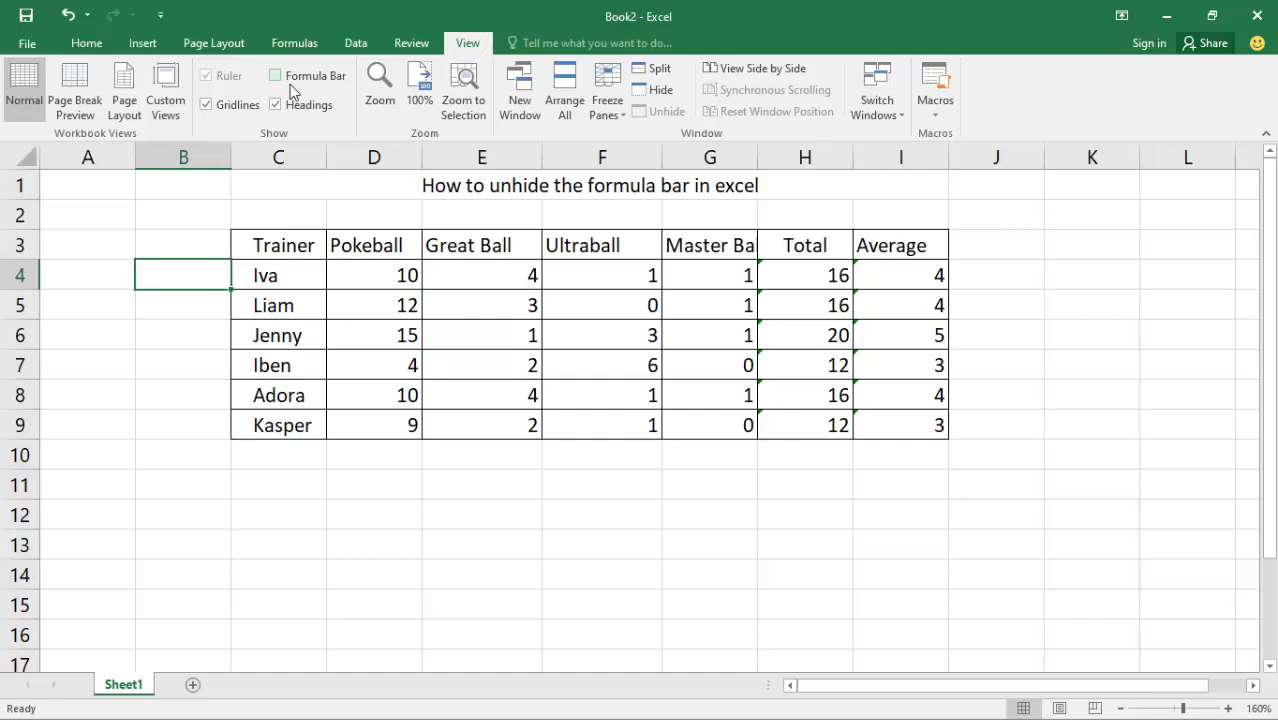 Book2 - Excel
File Home Insert Page Layout Formulas Data Review View Tell me what you want to do... Sign in Share
Normal
Page Break Preview
Page Layout
Custom Views
Workbook Views
Ruler
Formula Bar
Gridlines
Headings
Show
Zoom
100%
Zoom to Selection
Zoom
New Window
Arrange All
Freeze Panes
Split
Hide
Unhide
View Side by Side
Synchronous Scrolling
Reset Window Position
Window
Switch Windows
Macros
Macros
A B C D E F G H I J K L
1 How to unhide the formula bar in excel
2
3 Trainer Pokeball Great Ball Ultraball Master Ba Total Average
4 Iva 10 4 1 1 16 4
5 Liam 12 3 0 1 16 4
6 Jenny 15 1 3 1 20 5
7 Iben 4 2 6 0 12 3
8 Adora 10 4 1 1 16 4
9 Kasper 9 2 1 0 12 3
10
11
12
13
14
15
16
17
Sheet1
Ready 160%